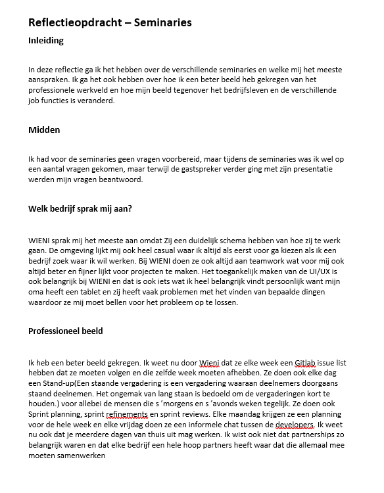 Reflectieopdracht – Seminaries
Inleiding
In deze reflectie ga ik het hebben over de verschillende seminaries en welke mij het meeste
aanspraken. Ik ga het ook hebben over hoe ik een beter beeld heb gekregen van het
professionele werkveld en hoe mijn beeld tegenover het bedrijfsleven en de verschillende
job functies is veranderd.
Midden
Ik had voor de seminaries geen vragen voorbereid, maar tijdens de seminaries was ik wel op
een aantal vragen gekomen, maar terwijl de gastspreker verder ging met zijn presentatie
werden mijn vragen beantwoord.
Welk bedrijf sprak mij aan?
WIENI sprak mij het meeste aan omdat Zij een duidelijk schema hebben van hoe zij te werk
gaan. De omgeving lijkt mij ook heel casual waar ik altijd als eerst voor ga kiezen als ik een
bedrijf zoek waar ik wil werken. Bij WIENI doen ze ook altijd aan teamwork wat voor mij ook
altijd beter en fijner lijkt voor projecten te maken. Het toegankelijk maken van de UI/UX is
ook belangrijk bij WIENI en dat is ook iets wat ik heel belangrijk vindt persoonlijk want mijn
oma heeft een tablet en zij heeft vaak problemen met het vinden van bepaalde dingen
waardoor ze mij moet bellen voor het probleem op te lossen.
Professioneel beeld
Ik heb een beter beeld gekregen. Ik weet nu door Wieni dat ze elke week een Gitlab issue list
hebben dat ze moeten volgen en die zelfde week moeten afhebben. Ze doen ook elke dag
een Stand-up(Een staande vergadering is een vergadering waaraan deelnemers doorgaans
staand deelnemen. Het ongemak van lang staan is bedoeld om de vergaderingen kort te
houden.) voor allebei de mensen die s 'morgens en s 'avonds weken tegelijk. Ze doen ook
Sprint planning, sprint refinements en sprint reviews. Elke maandag krijgen ze een planning
voor de hele week en elke vrijdag doen ze een informele chat tussen de developers. Ik weet
nu ook dat je meerdere dagen van thuis uit mag werken. Ik wist ook niet dat partnerships zo
belangrijk waren en dat elke bedrijf een hele hoop partners heeft waar dat die allemaal mee
moeten samenwerken